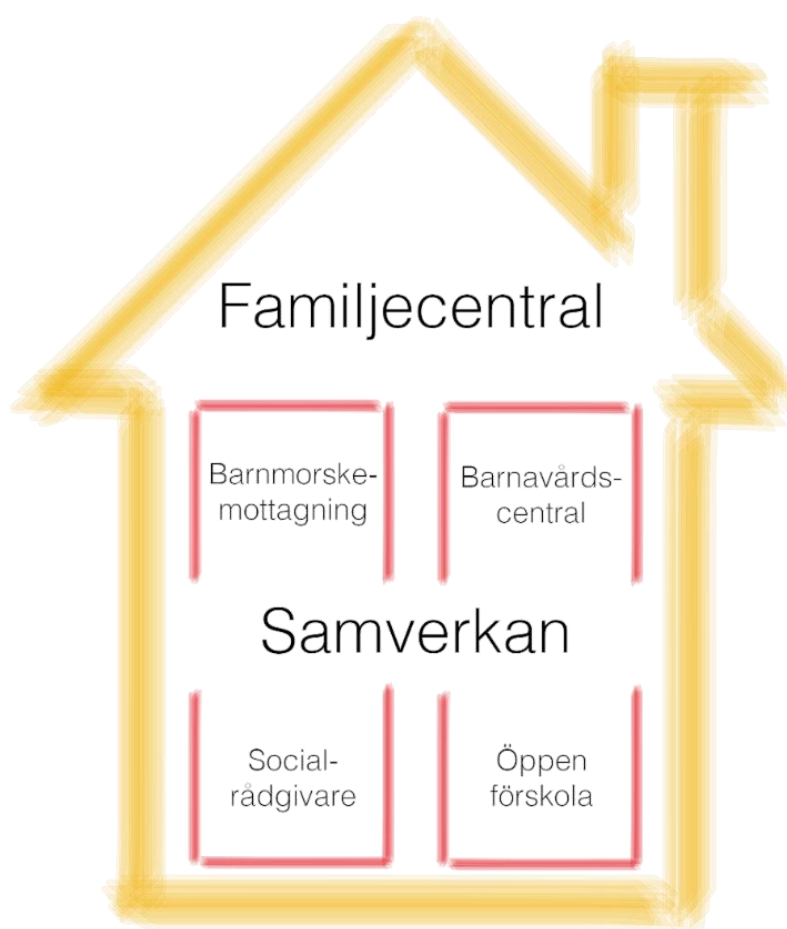 Familjecentral
Barnmorske-
mottagning
Barnavårds-
central
Samverkan
Social-
rådgivare
Öppen
förskola